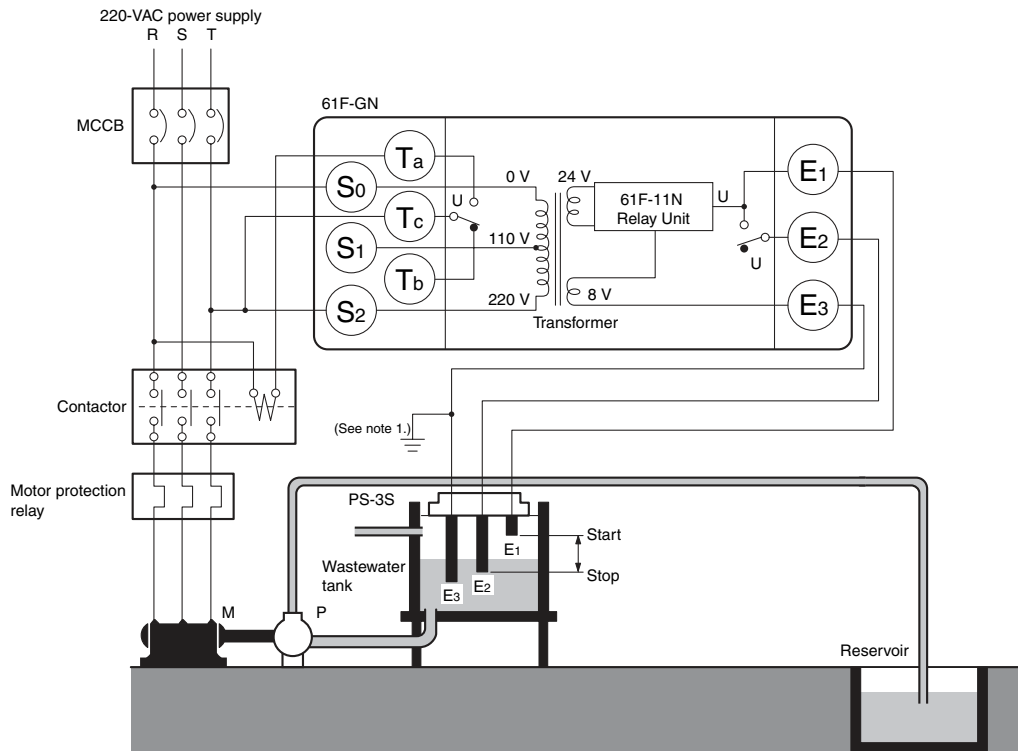 220-VAC power supply
R S T
MCCB
61F-GN
Ta
S0
Tc
S1
Tb
S2
U
0 V
110 V
220 V
24 V
8 V
Transformer
61F-11N
Relay Unit
U
U
E1
E2
E3
Contactor
(See note 1.)
Motor protection
relay
PS-3S
Wastewater
tank
E1
E2
E3
Start
Stop
M
P
Reservoir